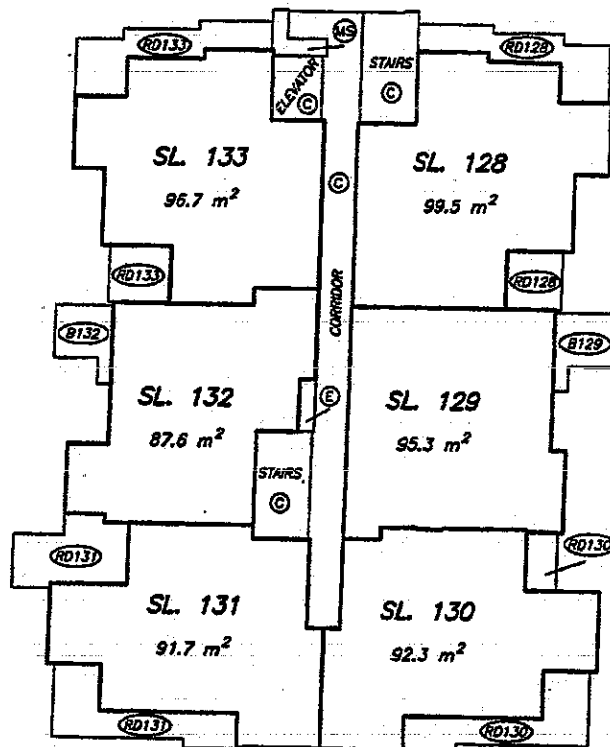 RD133
MS
RD128
STAIRS
C
ELEVATOR
C
SL. 133
96.7 m²
C
SL. 128
99.5 m²
RD133
RD128
CORRIDOR
B132
B129
SL. 132
87.6 m²
E
SL. 129
95.3 m²
STAIRS
C
RD131
RD130
SL. 131
91.7 m²
SL. 130
92.3 m²
RD131
RD130